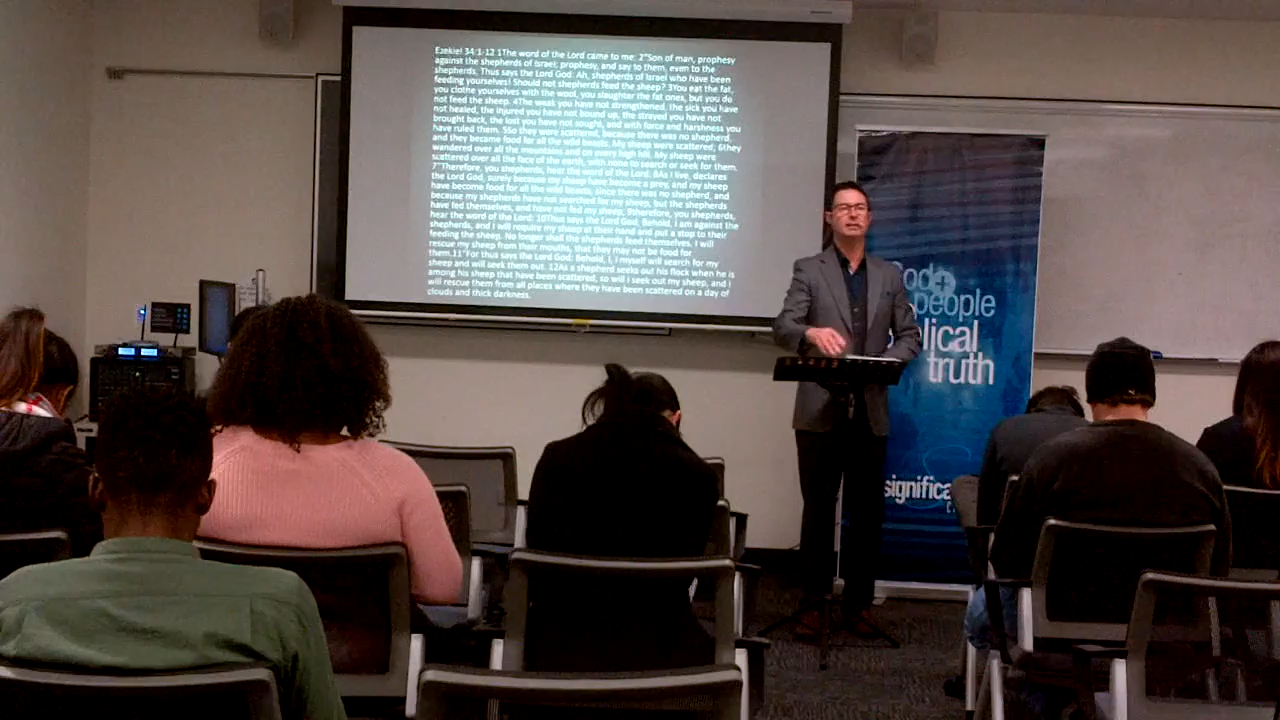 Ezekiel 34:1-12 1The word of the Lord came to me: 2"Son of man, prophesy
against the shepherds of Israel; prophesy, and say to them, even to the
shepherds, Thus says the Lord God: Ah, shepherds of Israel who have been
feeding yourselves! Should not shepherds feed the sheep? 3You eat the fat,
you clothe yourselves with the wool, you slaughter the fat ones, but you do
not feed the sheep. 4The weak you have not strengthened, the sick you have
not healed, the injured you have not bound up, the strayed you have not
brought back, the lost you have not sought, and with force and harshness you
have ruled them. 5So they were scattered, because there was no shepherd,
and they became food for all the wild beasts. My sheep were scattered; 6they
wandered over all the mountains and on every high hill. My sheep were
scattered over all the face of the earth, with none to search or seek for them.
7"Therefore, you shepherds, hear the word of the Lord: 8As I live, declares
the Lord God, surely because my sheep have become a prey, and my sheep
have become food for all the wild beasts, since there was no shepherd, and
because my shepherds have not searched for my sheep, but the shepherds
have fed themselves, and have not fed my sheep, 9therefore, you shepherds,
hear the word of the Lord: 10Thus says the Lord God, Behold, I am against the
shepherds, and I will require my sheep at their hand and put a stop to their
feeding the sheep. No longer shall the shepherds feed themselves. I will
rescue my sheep from their mouths, that they may not be food for
them.11"For thus says the Lord God: Behold, I, I myself will search for my
sheep and will seek them out. 12As a shepherd seeks out his flock when he is
among his sheep that have been scattered, so will I seek out my sheep, and I
will rescue them from all places where they have been scattered on a day of
clouds and thick darkness.
God+
people
lical
truth
significa